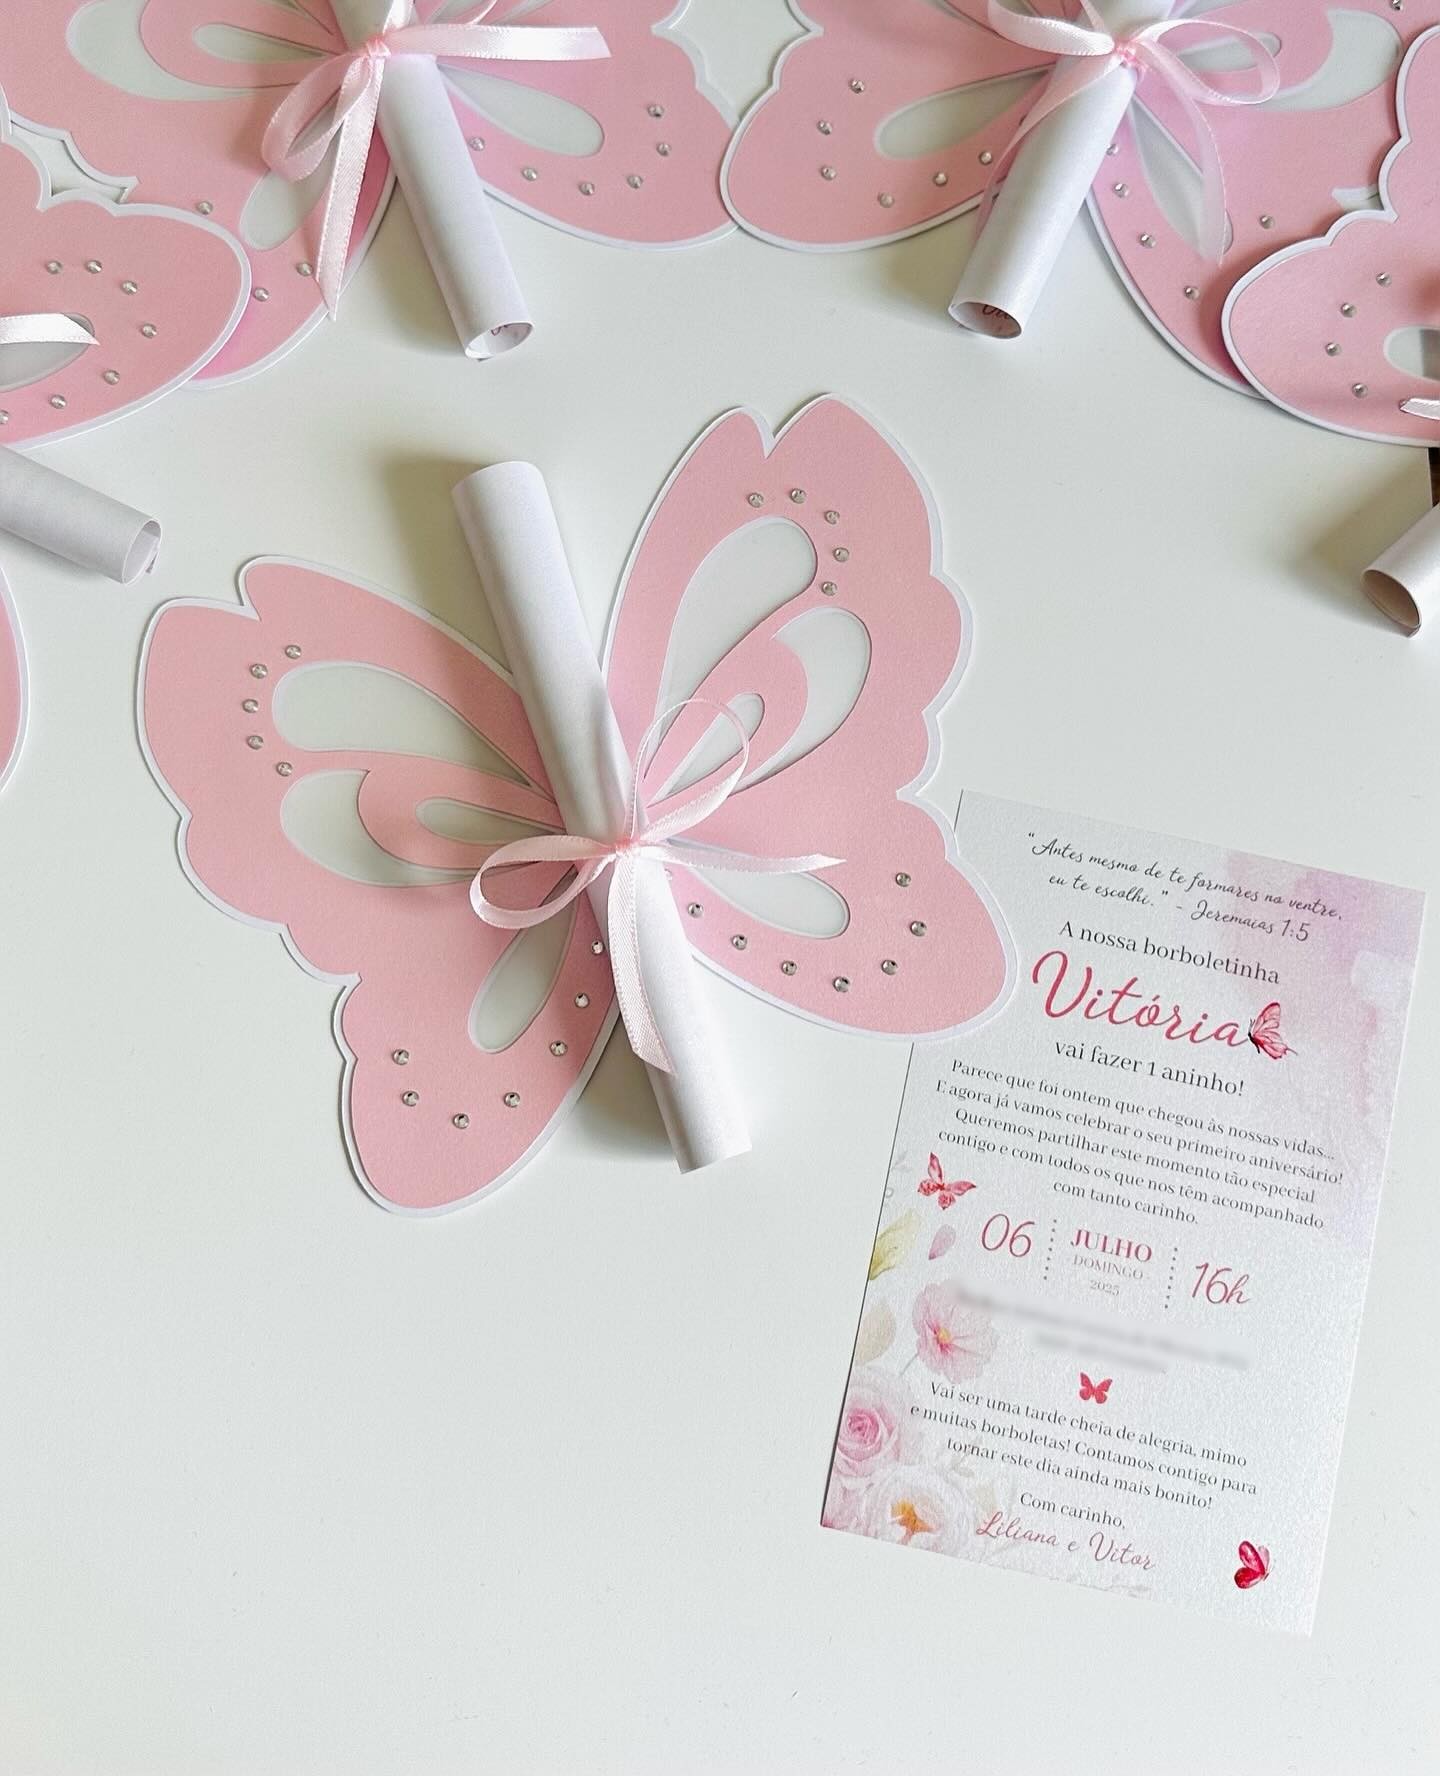 “Antes mesmo de te formares no ventre,
eu te escolhi.” - Jeremaias 1:5
A nossa borboletinha
Vitória
vai fazer 1 aninho!
Parece que foi ontem que chegou às nossas vidas...
E agora já vamos celebrar o seu primeiro aniversário!
Queremos partilhar este momento tão especial
contigo e com todos os que nos têm acompanhado
com tanto carinho.
06
JULHO
- DOMINGO -
2025
16h
Vai ser uma tarde cheia de alegria, mimo
e muitas borboletas! Contamos contigo para
tornar este dia ainda mais bonito!
Com carinho,
Liliana e Vitor